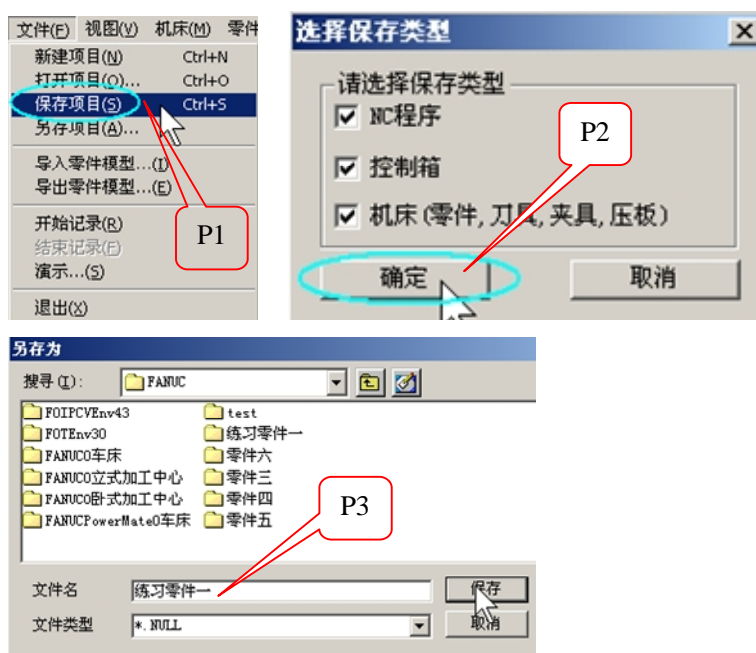 文件(F) 视图(V) 机床(M) 零件
新建项目(N) Ctrl+N
打开项目(O)... Ctrl+O
保存项目(S) Ctrl+S
另存项目(A)...
导入零件模型...(I)
导出零件模型...(E)
开始记录(R)
结束记录(F)
演示...(S)
退出(X)
P1
选择保存类型
请选择保存类型
NC程序
控制箱
机床(零件,刀具,夹具,压板)
确定 取消
P2
另存为
搜寻(I): FANUC
FOIPCVEnv43 test
FOTEnv30 练习零件一
FANUC0车床 零件六
FANUC0立式加工中心 零件三
FANUC0卧式加工中心 零件四
FANUCPowerMate0车床 零件五
P3
文件名 练习零件一 保存
文件类型 *.NULL 取消